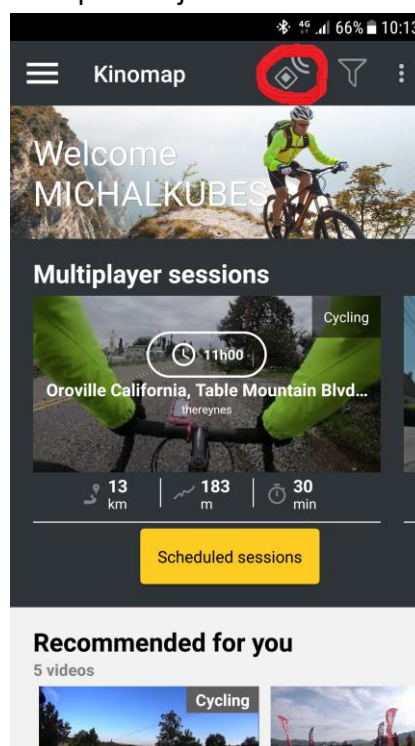 4G 66% 10:13
Kinomap
Welcome
MICHALKUBES
Multiplayer sessions
Cycling
11h00
Oroville California, Table Mountain Blvd...
thereynes
13 183 30
km m min
Scheduled sessions
Recommended for you
5 videos
Cycling